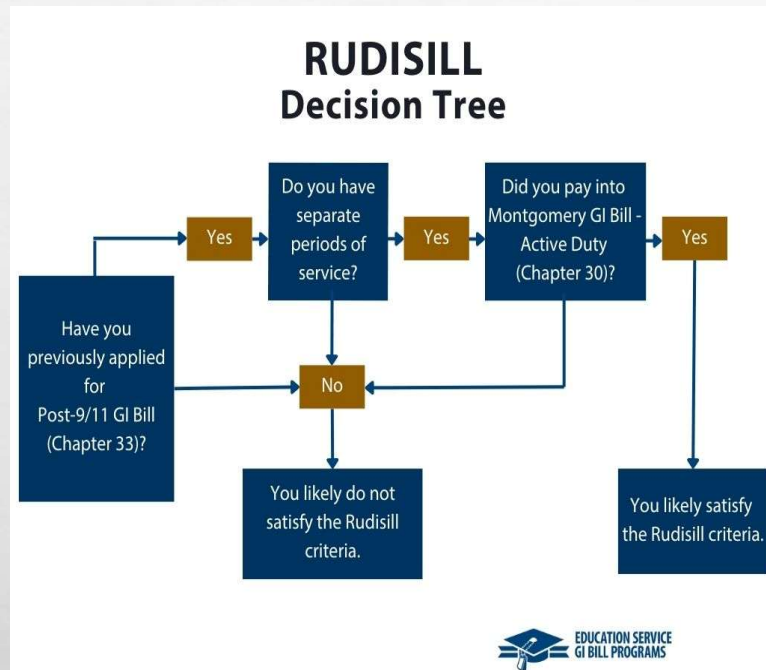 RUDISILL
Decision Tree
Have you
previously applied
for
Post-9/11 GI Bill
(Chapter 33)?
Yes
Do you have
separate
periods of
service?
Yes
Did you pay into
Montgomery GI Bill -
Active Duty
(Chapter 30)?
Yes
No
You likely do not
satisfy the Rudisill
criteria.
You likely satisfy
the Rudisill criteria.
EDUCATION SERVICE
GI BILL PROGRAMS